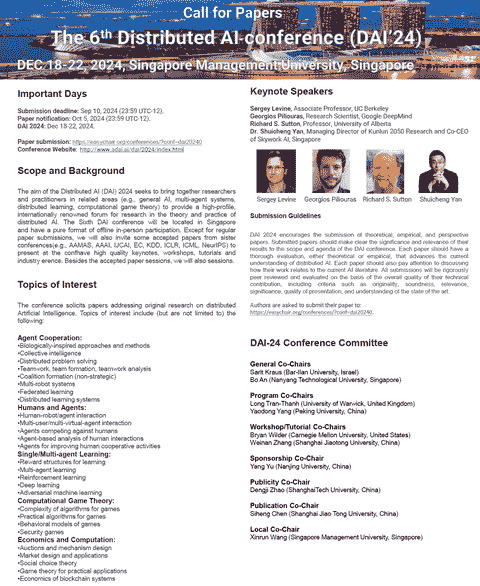 Call for Papers
The 6th Distributed AI conference (DAI'24)
DEC 18-22, 2024, Singapore Management University, Singapore
Important Days
Submission deadline: Sep 10, 2024 (23:59 UTC-12).
Paper notification: Oct 5, 2024 (23:59 UTC-12).
DAI 2024: Dec 18-22, 2024.
Paper submission: https://easychair.org/conferences/?conf=dai20240
Conference Website: http://www.adai.ai/dai/2024/index.html
Scope and Background
The aim of the Distributed AI (DAI) 2024 seeks to bring together researchers
and practitioners in related areas (e.g., general AI, multi-agent systems,
distributed learning, computational game theory) to provide a high-profile,
internationally renowned forum for research in the theory and practice of
distributed AI. The Sixth DAI conference will be located in Singapore
and have a pure format of offline in-person participation. Except for regular
paper submissions, we will also invite some accepted papers from sister
conferences(e.g., AAMAS, AAAI, IJCAI, EC, KDD, ICLR, ICML, NeurIPS) to
present at the confhave high quality keynotes, workshops, tutorials and
industry erence. Besides the accepted paper sessions, we will also sessions.
Topics of Interest
The conference solicits papers addressing original research on distributed
Artificial Intelligence. Topics of interest include (but are not limited to) the
following:
Agent Cooperation:
•Biologically-inspired approaches and methods
•Collective intelligence
•Distributed problem solving
•Teamwork, team formation, teamwork analysis
•Coalition formation (non-strategic)
•Multi-robot systems
•Federated learning
•Distributed learning systems
Humans and Agents:
•Human-robot/agent interaction
•Multi-user/multi-virtual-agent interaction
•Agents competing against humans
•Agent-based analysis of human interactions
•Agents for improving human cooperative activities
Single/Multi-agent Learning:
•Reward structures for learning
•Multi-agent learning
•Reinforcement learning
•Deep learning
•Adversarial machine learning
Computational Game Theory:
•Complexity of algorithms for games
•Practical algorithms for games
•Behavioral models of games
•Security games
Economics and Computation:
•Auctions and mechanism design
•Market design and applications
•Social choice theory
•Game theory for practical applications
•Economics of blockchain systems
Keynote Speakers
Sergey Levine, Associate Professor, UC Berkeley
Georgios Piliouras, Research Scientist, Google DeepMind
Richard S. Sutton, Professor, University of Alberta
Dr. Shuicheng Yan, Managing Director of Kunlun 2050 Research and Co-CEO
of Skywork AI, Singapore
Sergey Levine
Georgios Piliouras
Richard S. Sutton
Shuicheng Yan
Submission Guidelines
DAI 2024 encourages the submission of theoretical, empirical, and perspective
papers. Submitted papers should make clear the significance and relevance of their
results to the scope and agenda of the DAI conference. Each paper should have a
thorough evaluation, either theoretical or empirical, that advances the current
understanding of distributed AI. Each paper should also pay attention to discussing
how their work relates to the current AI literature. All submissions will be rigorously
peer reviewed and evaluated on the basis of the overall quality of their technical
contribution, including criteria such as originality, soundness, relevance,
significance, quality of presentation, and understanding of the state of the art.
Authors are asked to submit their paper to:
https://easychair.org/conferences/?conf=dai20240.
DAI-24 Conference Committee
General Co-Chairs
Sarit Kraus (Bar-Ilan University, Israel)
Bo An (Nanyang Technological University, Singapore)
Program Co-Chairs
Long Tran-Thanh (University of Warwick, United Kingdom)
Yaodong Yang (Peking University, China)
Workshop/Tutorial Co-Chairs
Bryan Wilder (Carnegie Mellon University, United States)
Weinan Zhang (Shanghai Jiaotong University, China)
Sponsorship Co-Chair
Yang Yu (Nanjing University, China)
Publicity Co-Chair
Dengji Zhao (ShanghaiTech University, China)
Publication Co-Chair
Siheng Chen (Shanghai Jiao Tong University, China)
Local Co-Chair
Xinrun Wang (Singapore Management University, Singapore)